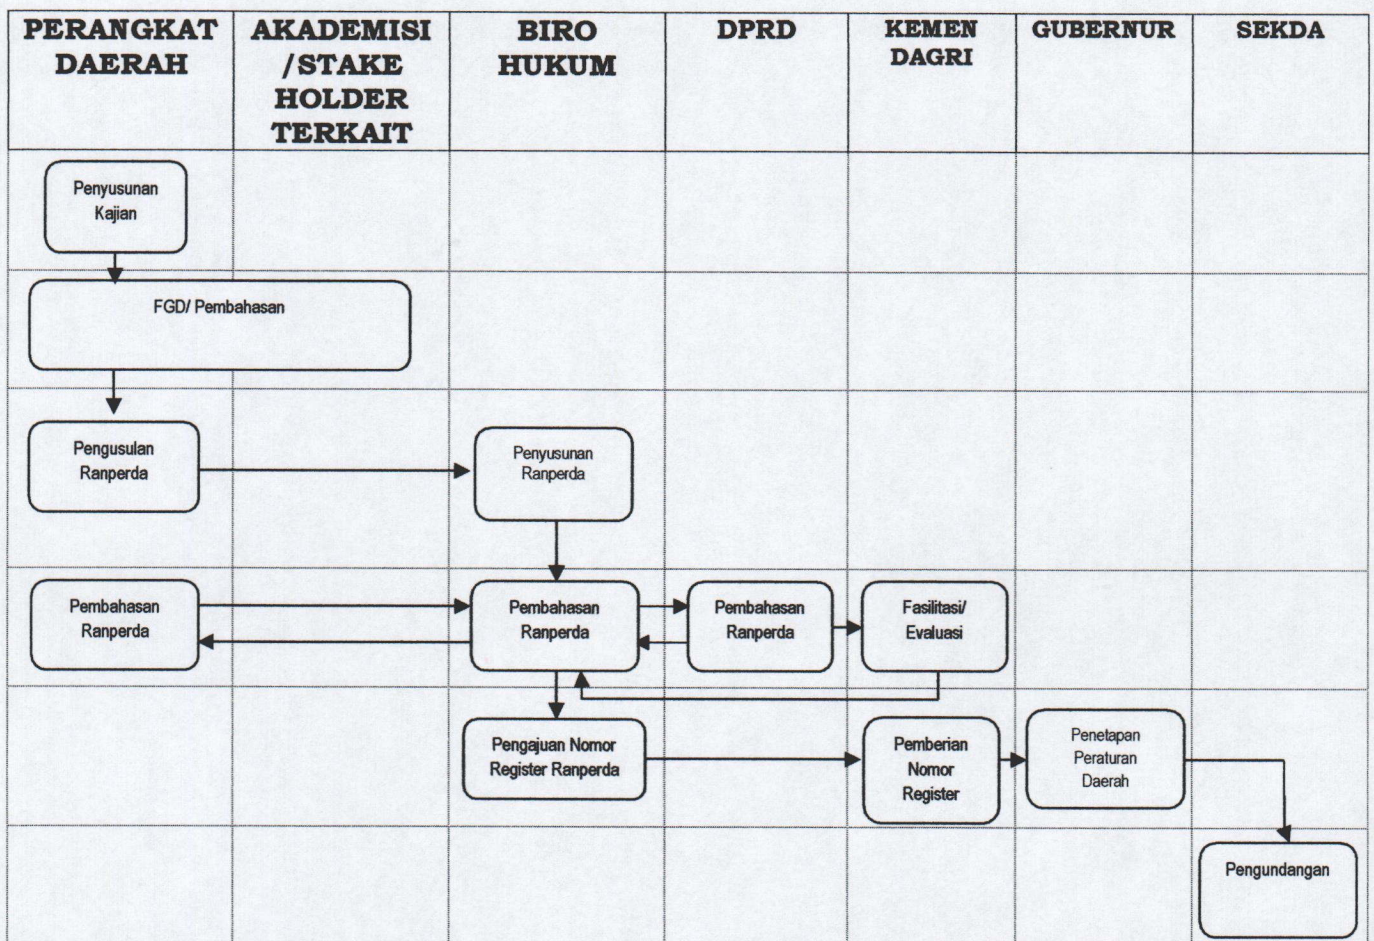 PERANGKAT
DAERAH
AKADEMISI
/STAKE
HOLDER
TERKAIT
BIRO
HUKUM
DPRD
KEMEN
DAGRI
GUBERNUR
SEKDA
Penyusunan
Kajian
FGD/ Pembahasan
Pengusulan
Ranperda
Penyusunan
Ranperda
Pembahasan
Ranperda
Pembahasan
Ranperda
Pembahasan
Ranperda
Fasilitasi/
Evaluasi
Pengajuan Nomor
Register Ranperda
Pemberian
Nomor
Register
Penetapan
Peraturan
Daerah
Pengundangan